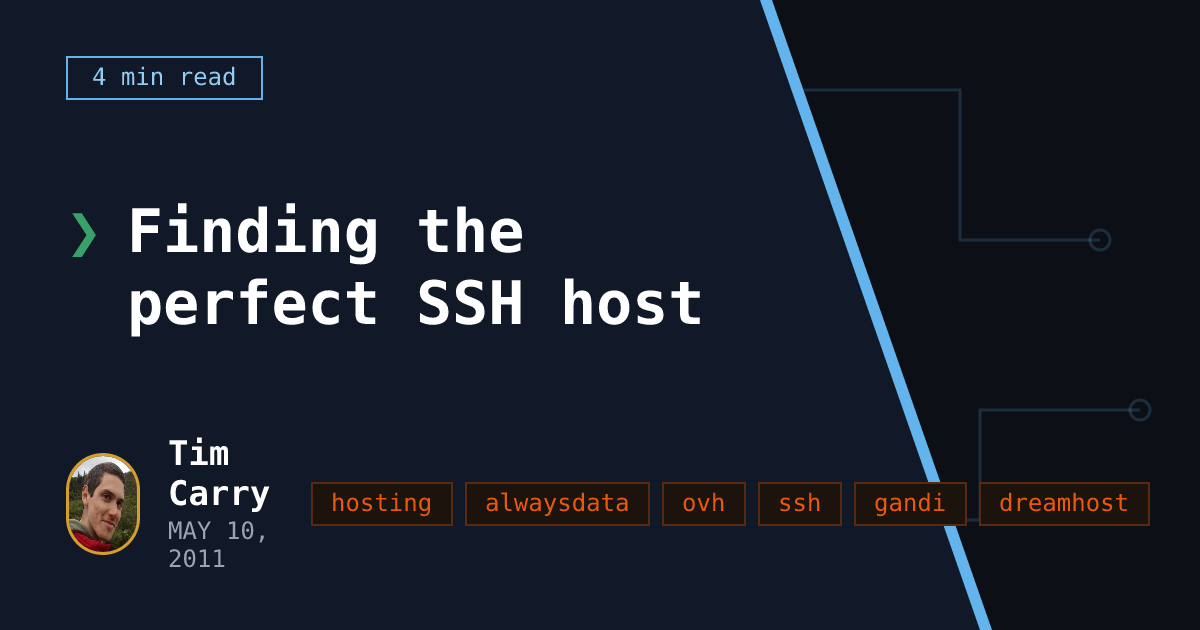 4 min read
❯ Finding the
perfect SSH host
Tim
Carry
MAY 10,
2011
hosting alwaysdata ovh ssh gandi dreamhost